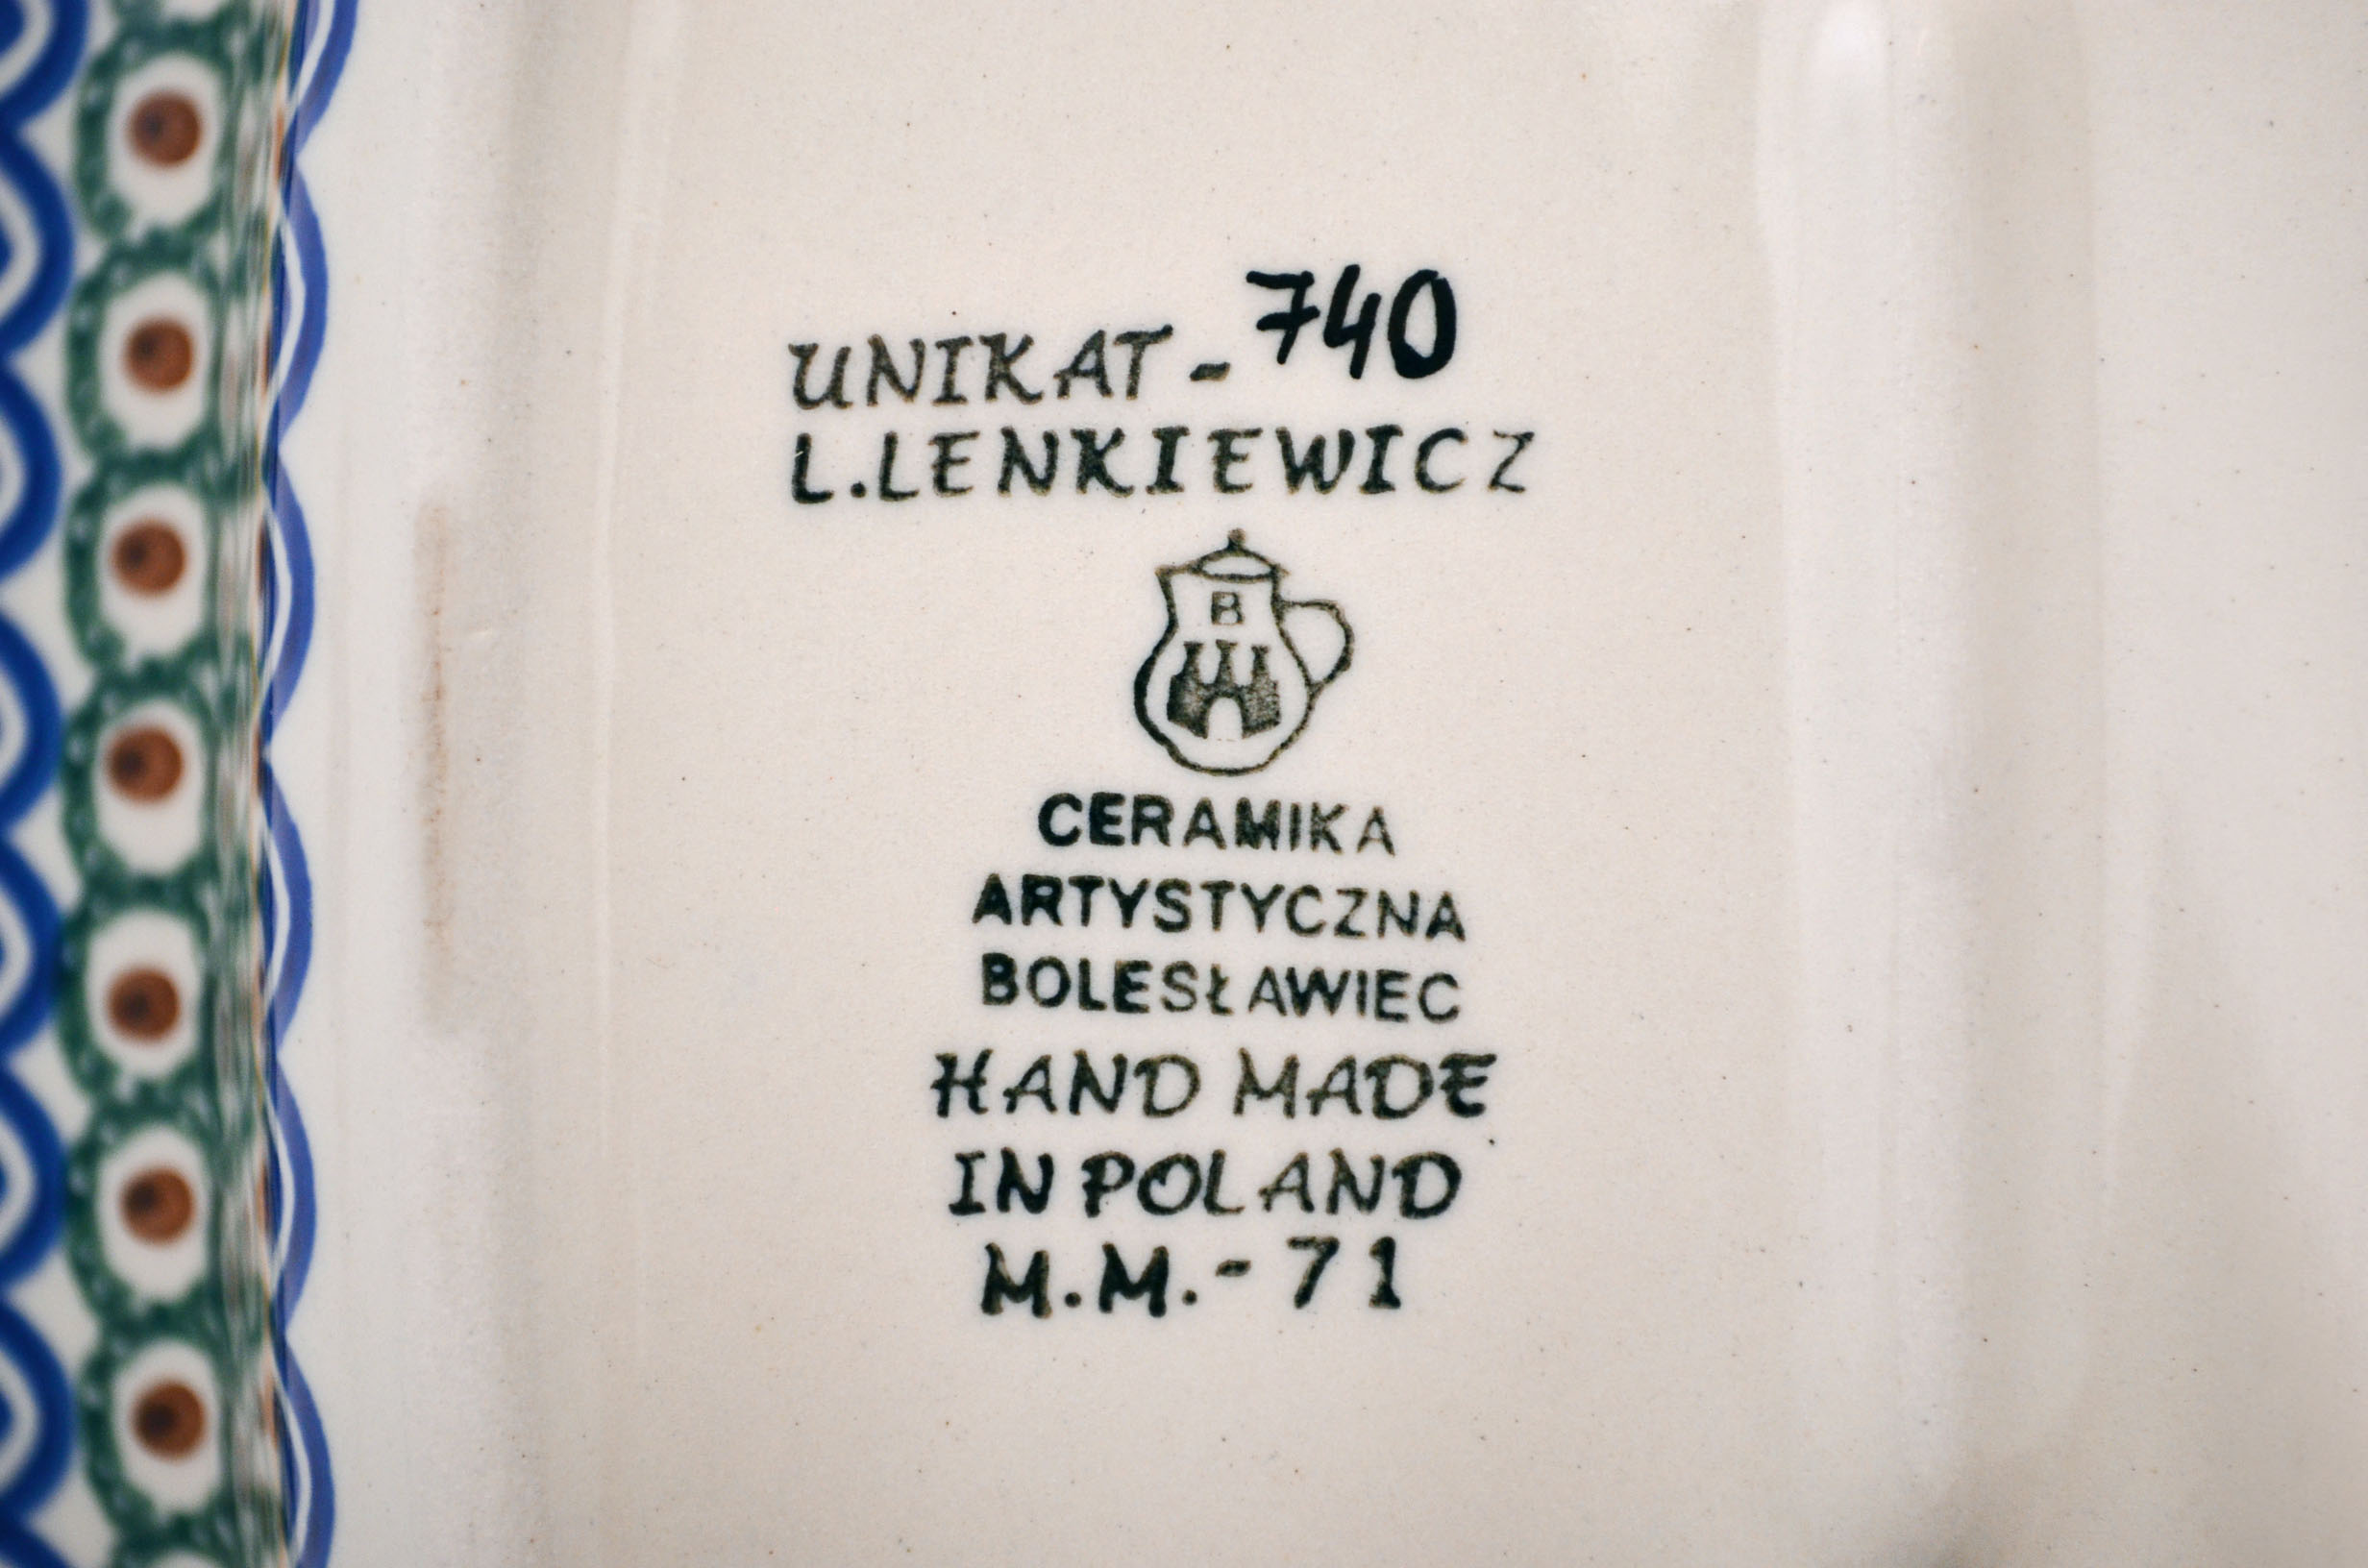 UNIKAT-740
L.LENKIEWICZ
B
CERAMIKA
ARTYSTYCZNA
BOLESŁAWIEC
HAND MADE
IN POLAND
M.M.-71